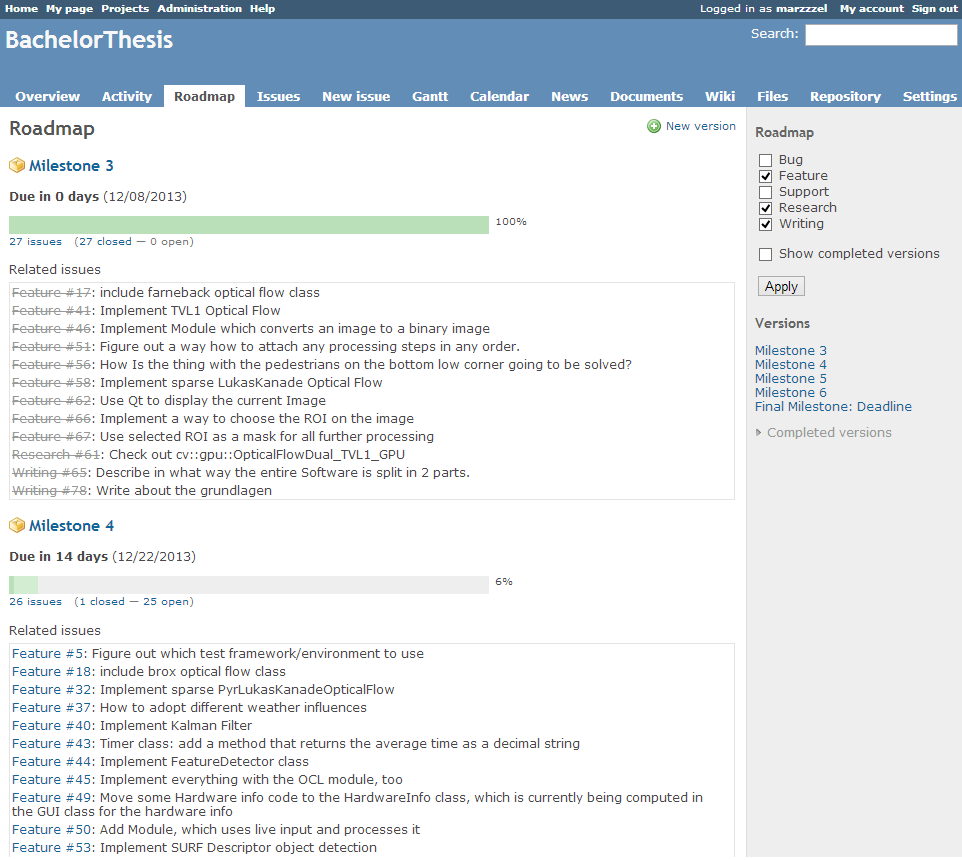 Home My page Projects Administration Help Logged in as marzzzel My account Sign out
BachelorThesis
Search:
Overview Activity Roadmap Issues New issue Gantt Calendar News Documents Wiki Files Repository Settings
Roadmap
New version
Milestone 3
Due in 0 days (12/08/2013)
100%
27 issues (27 closed — 0 open)
Related issues
Feature #17: include farneback optical flow class
Feature #41: Implement TVL1 Optical Flow
Feature #46: Implement Module which converts an image to a binary image
Feature #51: Figure out a way how to attach any processing steps in any order.
Feature #56: How Is the thing with the pedestrians on the bottom low corner going to be solved?
Feature #58: Implement sparse LukasKanade Optical Flow
Feature #62: Use Qt to display the current Image
Feature #66: Implement a way to choose the ROI on the image
Feature #67: Use selected ROI as a mask for all further processing
Research #61: Check out cv::gpu::OpticalFlowDual_TVL1_GPU
Writing #65: Describe in what way the entire Software is split in 2 parts.
Writing #78: Write about the grundlagen
Milestone 4
Due in 14 days (12/22/2013)
6%
26 issues (1 closed — 25 open)
Related issues
Feature #5: Figure out which test framework/environment to use
Feature #18: include brox optical flow class
Feature #32: Implement sparse PyrLukasKanadeOpticalFlow
Feature #37: How to adopt different weather influences
Feature #40: Implement Kalman Filter
Feature #43: Timer class: add a method that returns the average time as a decimal string
Feature #44: Implement FeatureDetector class
Feature #45: Implement everything with the OCL module, too
Feature #49: Move some Hardware info code to the HardwareInfo class, which is currently being computed in
the GUI class for the hardware info
Feature #50: Add Module, which uses live input and processes it
Feature #53: Implement SURF Descriptor object detection
Roadmap
Bug
Feature
Support
Research
Writing
Show completed versions
Apply
Versions
Milestone 3
Milestone 4
Milestone 5
Milestone 6
Final Milestone: Deadline
Completed versions